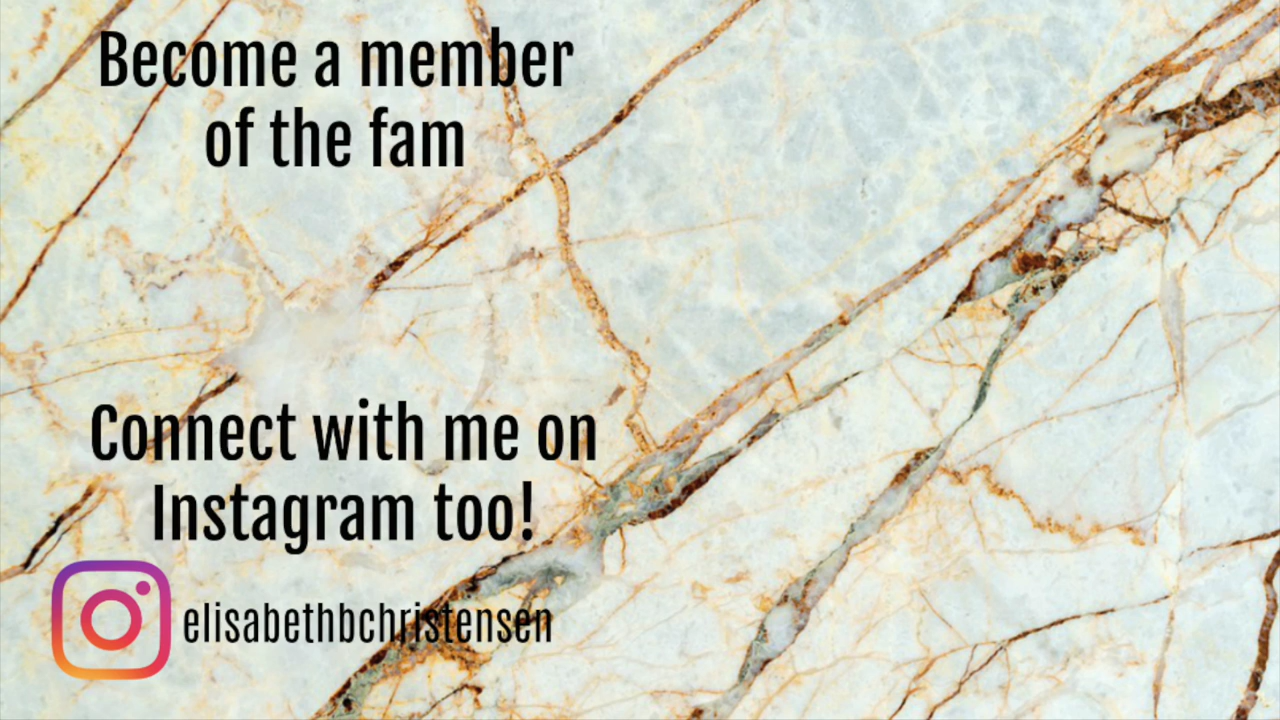 Become a member
of the fam
Connect with me on
Instagram too!
elisabethbchristensen